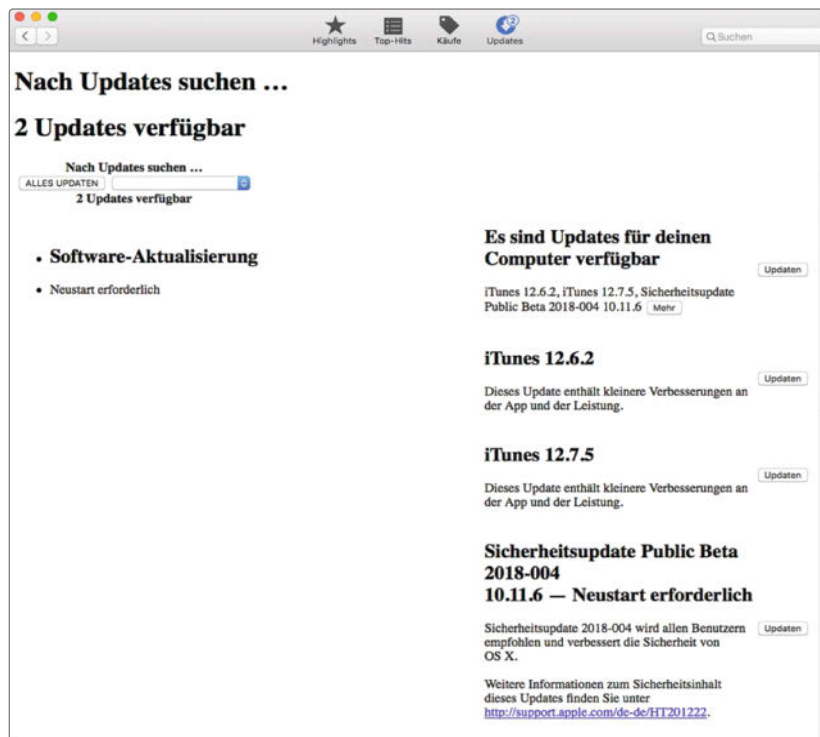 Highlights Top-Hits Käufe Updates 2
Suchen
Nach Updates suchen …
2 Updates verfügbar
Nach Updates suchen …
ALLES UPDATEN
2 Updates verfügbar
• Software-Aktualisierung
• Neustart erforderlich
Es sind Updates für deinen
Computer verfügbar
Updaten
iTunes 12.6.2, iTunes 12.7.5, Sicherheitsupdate
Public Beta 2018-004 10.11.6 Mehr
iTunes 12.6.2
Updaten
Dieses Update enthält kleinere Verbesserungen an
der App und der Leistung.
iTunes 12.7.5
Updaten
Dieses Update enthält kleinere Verbesserungen an
der App und der Leistung.
Sicherheitsupdate Public Beta
2018-004
10.11.6 — Neustart erforderlich
Sicherheitsupdate 2018-004 wird allen Benutzern
Updaten
empfohlen und verbessert die Sicherheit von
OS X.
Weitere Informationen zum Sicherheitsinhalt
dieses Updates finden Sie unter
http://support.apple.com/de-de/HT201222.